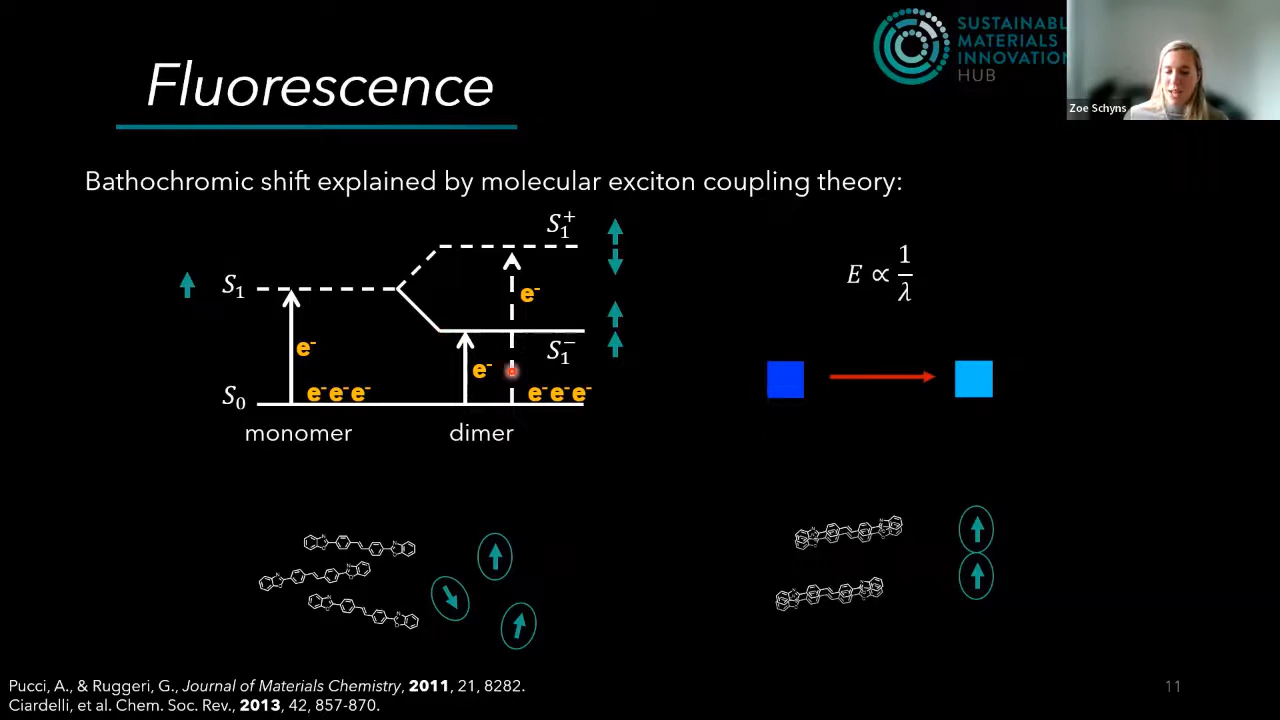 Fluorescence
SUSTAINABL
MATERIALS
INNOVATION
HUB
Zoe Schyns
Bathochromic shift explained by molecular exciton coupling theory:
S₁⁺
S₁
e⁻
E ∝ 1/λ
e⁻
S₁⁻
e⁻
S₀
e⁻e⁻e⁻
e⁻e⁻e⁻
monomer
dimer
Pucci, A., & Ruggeri, G., Journal of Materials Chemistry, 2011, 21, 8282.
Ciardelli, et al. Chem. Soc. Rev., 2013, 42, 857-870.
11